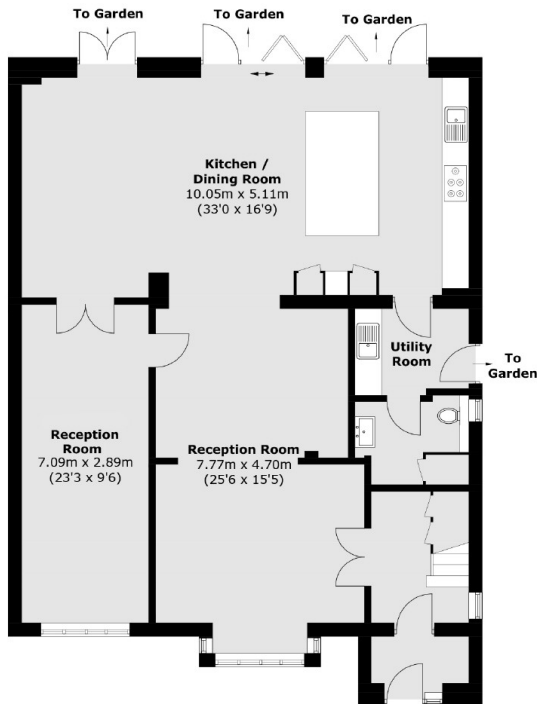 To Garden
To Garden
To Garden
Kitchen /
Dining Room
10.05m x 5.11m
(33'0 x 16'9)
Utility
Room
To
Garden
Reception
Room
7.09m x 2.89m
(23'3 x 9'6)
Reception Room
7.77m x 4.70m
(25'6 x 15'5)